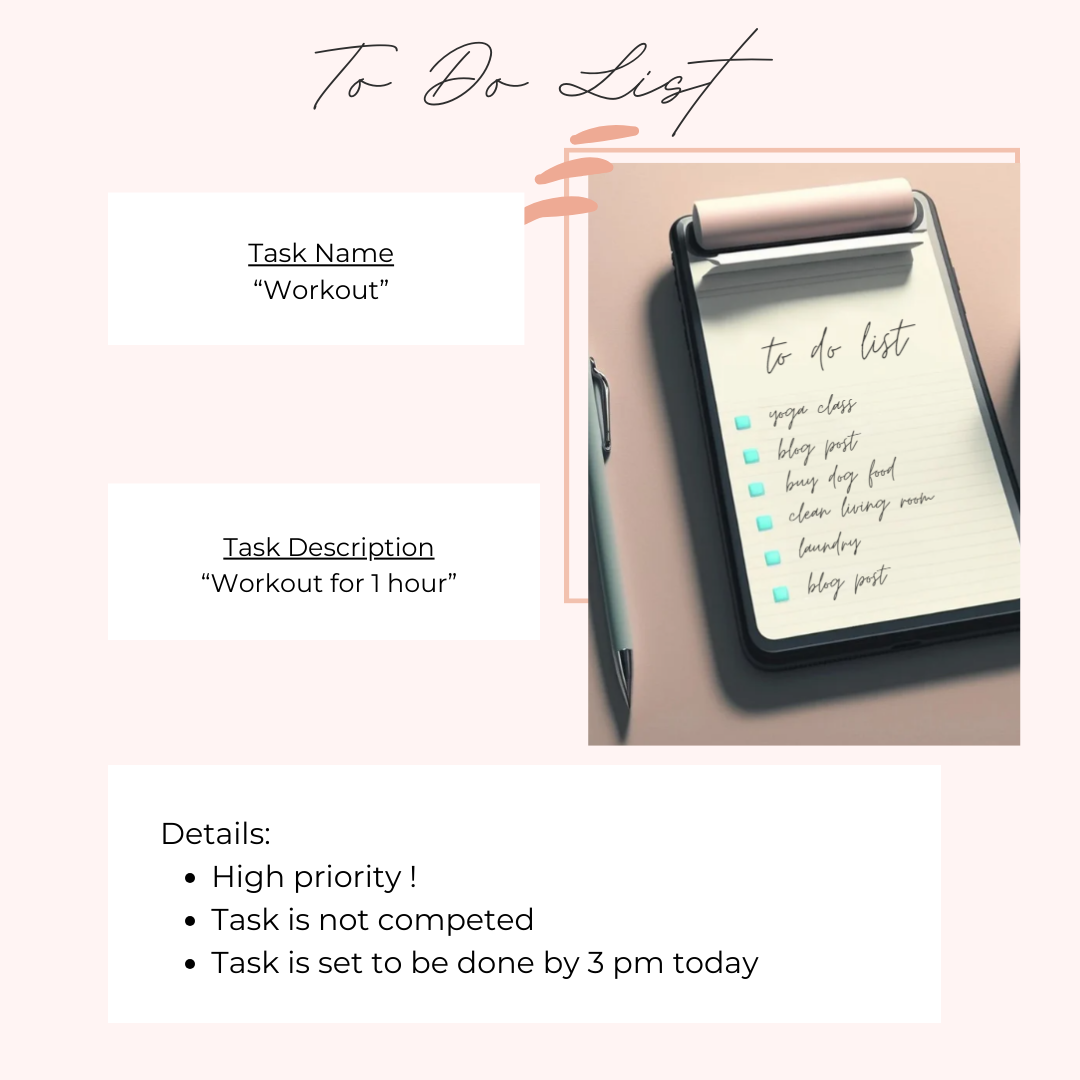 To Do List
Task Name
“Workout”
to do list
yoga class
blog post
buy dog food
clean living room
laundry
blog post
Task Description
“Workout for 1 hour”
Details:
• High priority !
• Task is not competed
• Task is set to be done by 3 pm today